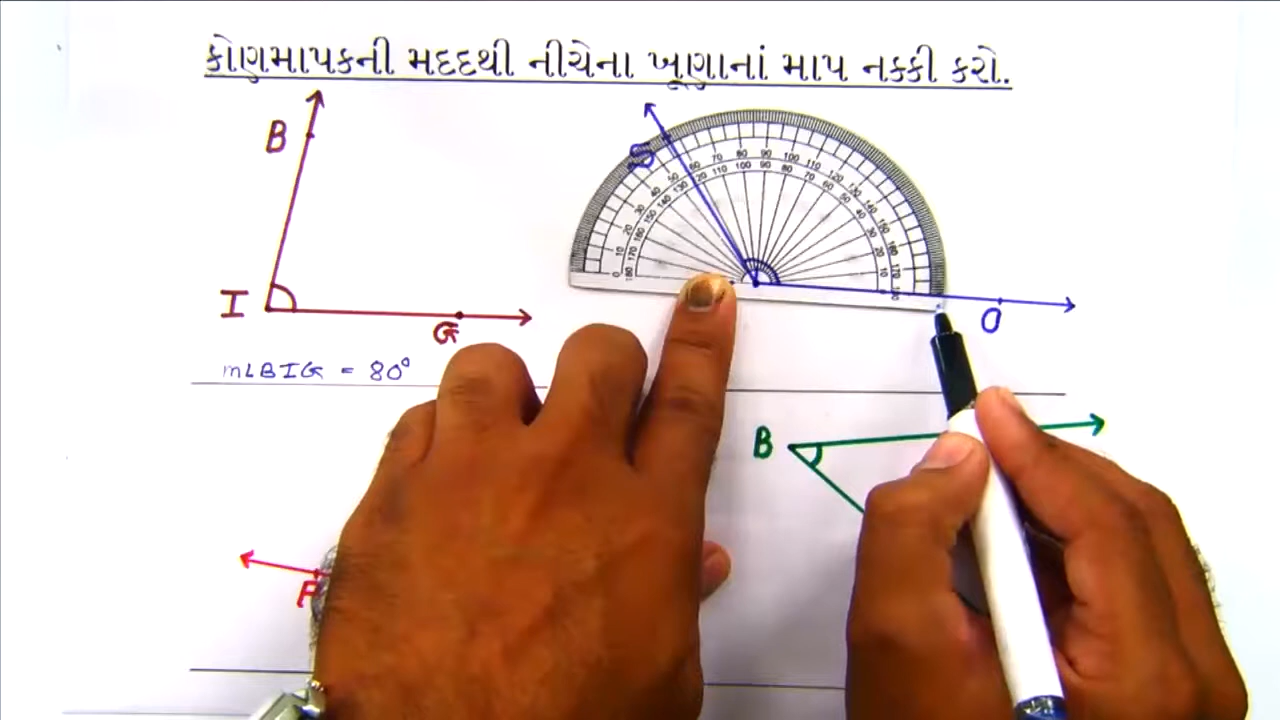 કોણમાપકની મદદથી નીચેના ખૂણાનાં માપ નક્કી કરો.
B
I
G
m∠BIG = 80°
S
O
B